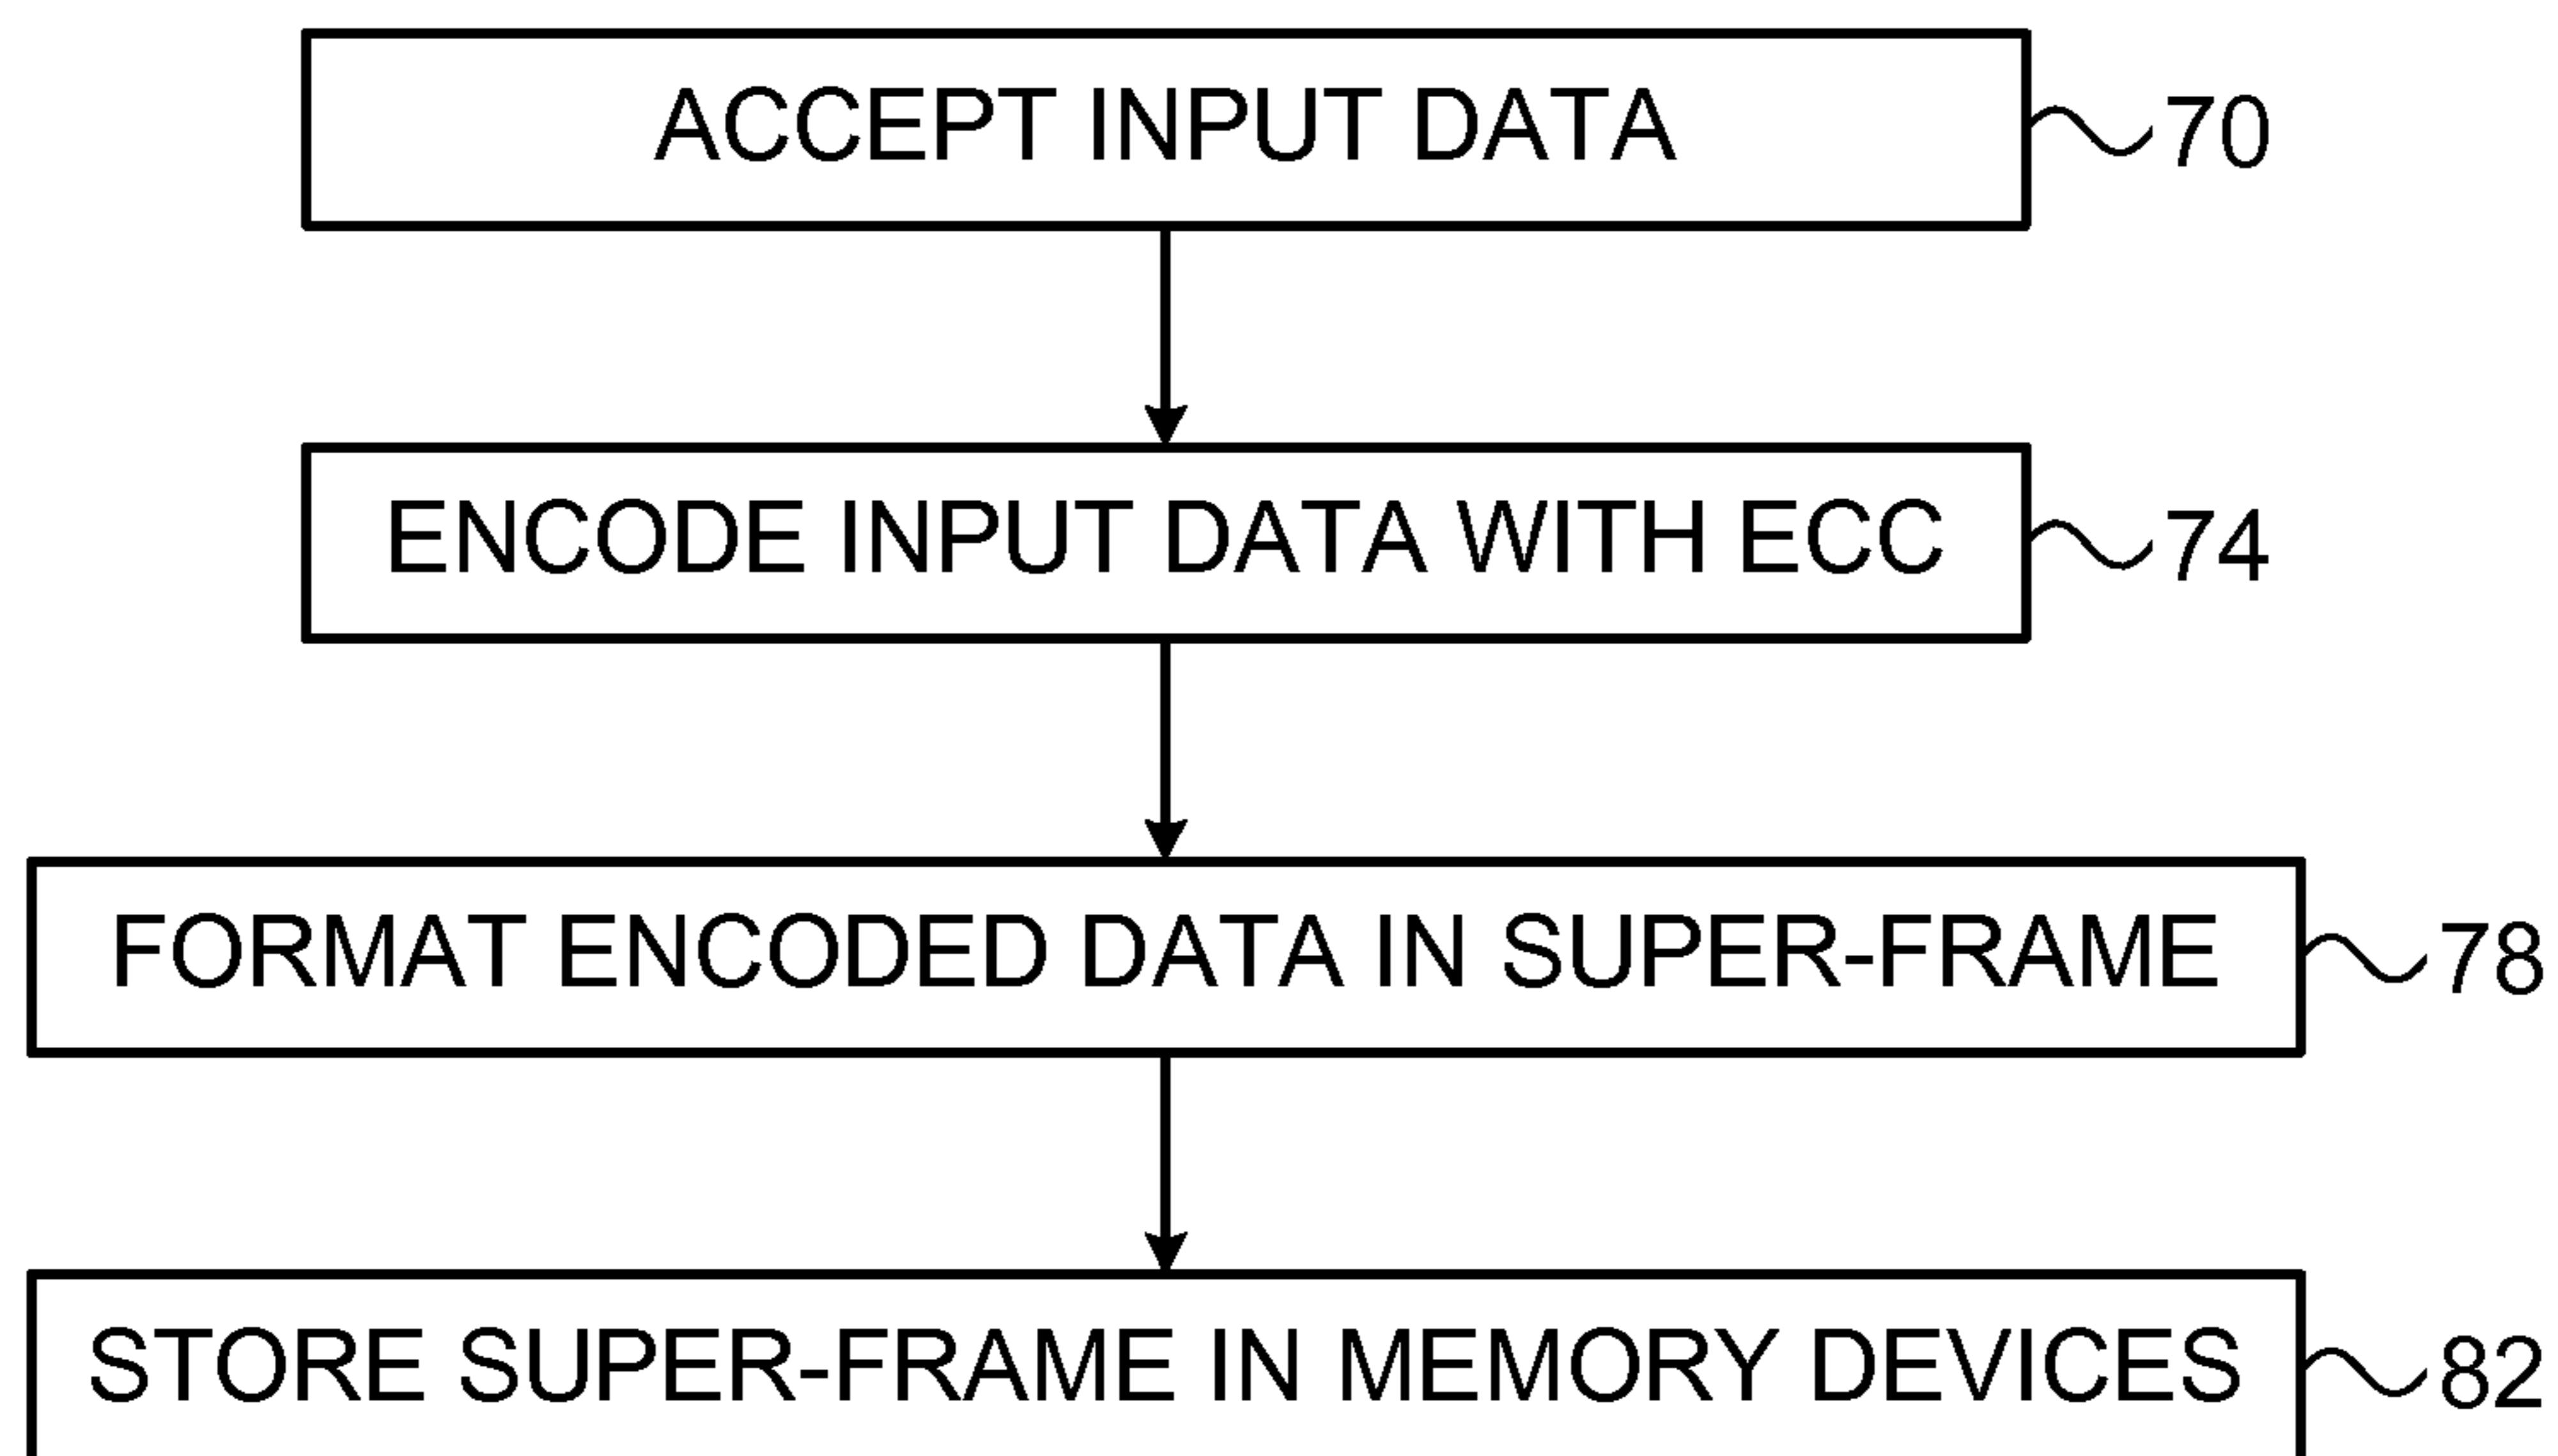 ACCEPT INPUT DATA 70
ENCODE INPUT DATA WITH ECC 74
FORMAT ENCODED DATA IN SUPER-FRAME 78
STORE SUPER-FRAME IN MEMORY DEVICES 82